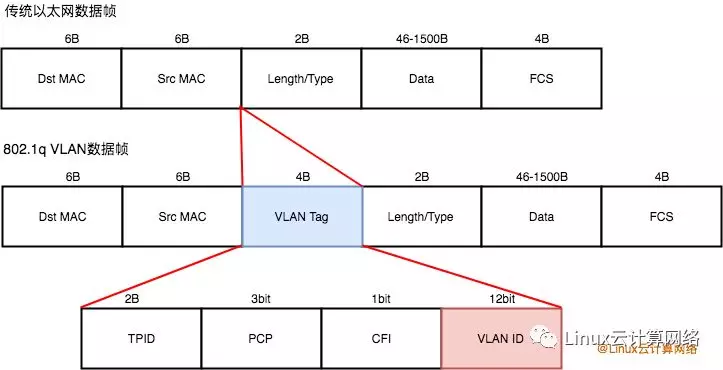 传统以太网数据帧
6B 6B 2B 46-1500B 4B
Dst MAC Src MAC Length/Type Data FCS
802.1q VLAN数据帧
6B 6B 4B 2B 46-1500B 4B
Dst MAC Src MAC VLAN Tag Length/Type Data FCS
2B 3bit 1bit 12bit
TPID PCP CFI VLAN ID
Linux云计算网络
@Linux云计算网络